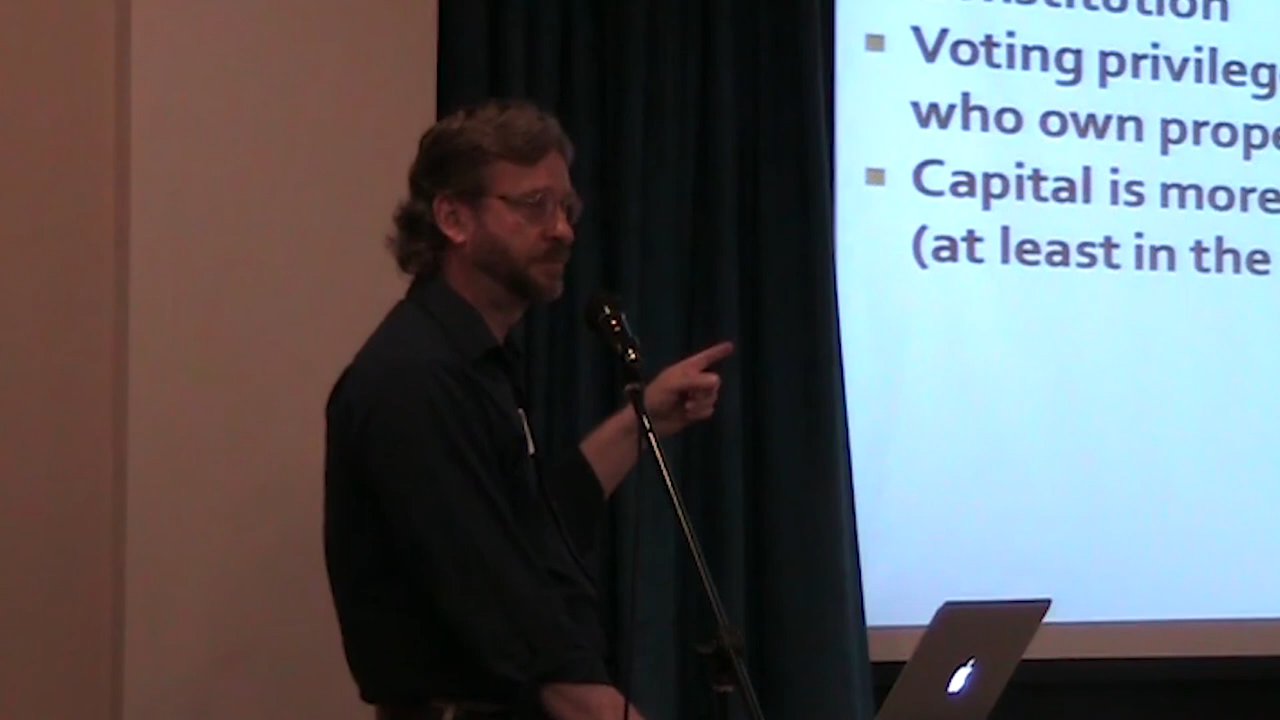 Voting privileg
who own prope
Capital is more
(at least in the